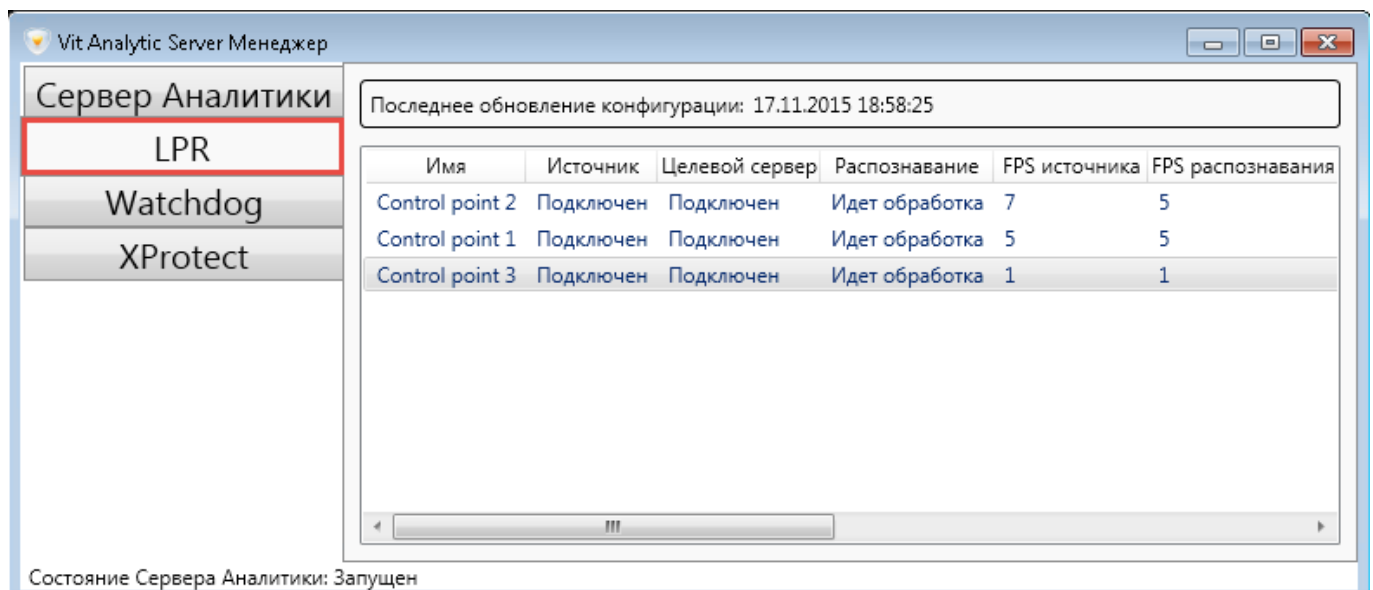 Vit Analytic Server Менеджер
Сервер Аналитики
LPR
Watchdog
XProtect
Последнее обновление конфигурации: 17.11.2015 18:58:25
Имя Источник Целевой сервер Распознавание FPS источника FPS распознавания
Control point 2 Подключен Подключен Идет обработка 7 5
Control point 1 Подключен Подключен Идет обработка 5 5
Control point 3 Подключен Подключен Идет обработка 1 1
Состояние Сервера Аналитики: Запущен